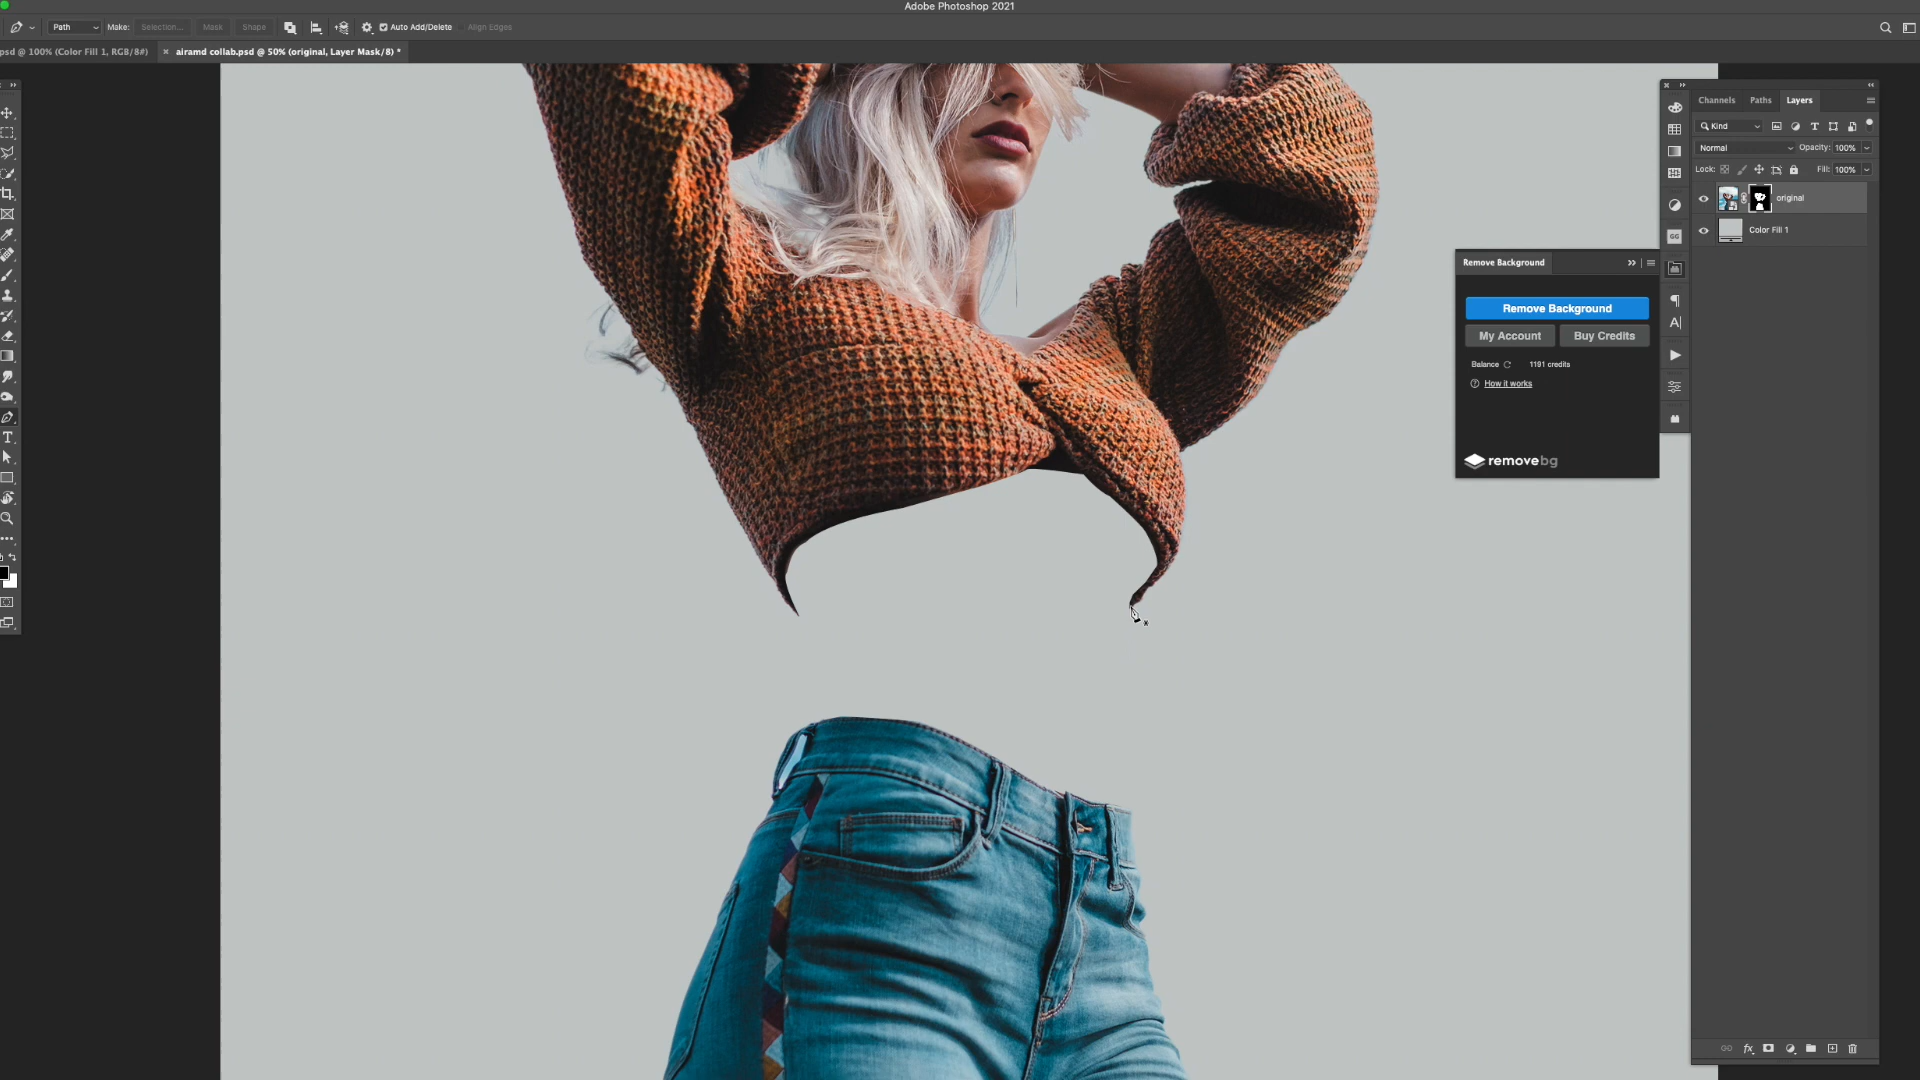 Adobe Photoshop 2021
Path Make: Selection... Mask Shape Auto Add/Delete Align Edges
psd @ 100% (Color Fill 1, RGB/8#) × airamd collab.psd @ 50% (original, Layer Mask/8) *
Channels Paths Layers
Kind
Normal Opacity: 100%
Lock: Fill: 100%
original
Color Fill 1
Remove Background
Remove Background
My Account Buy Credits
Balance 1191 credits
How it works
removebg